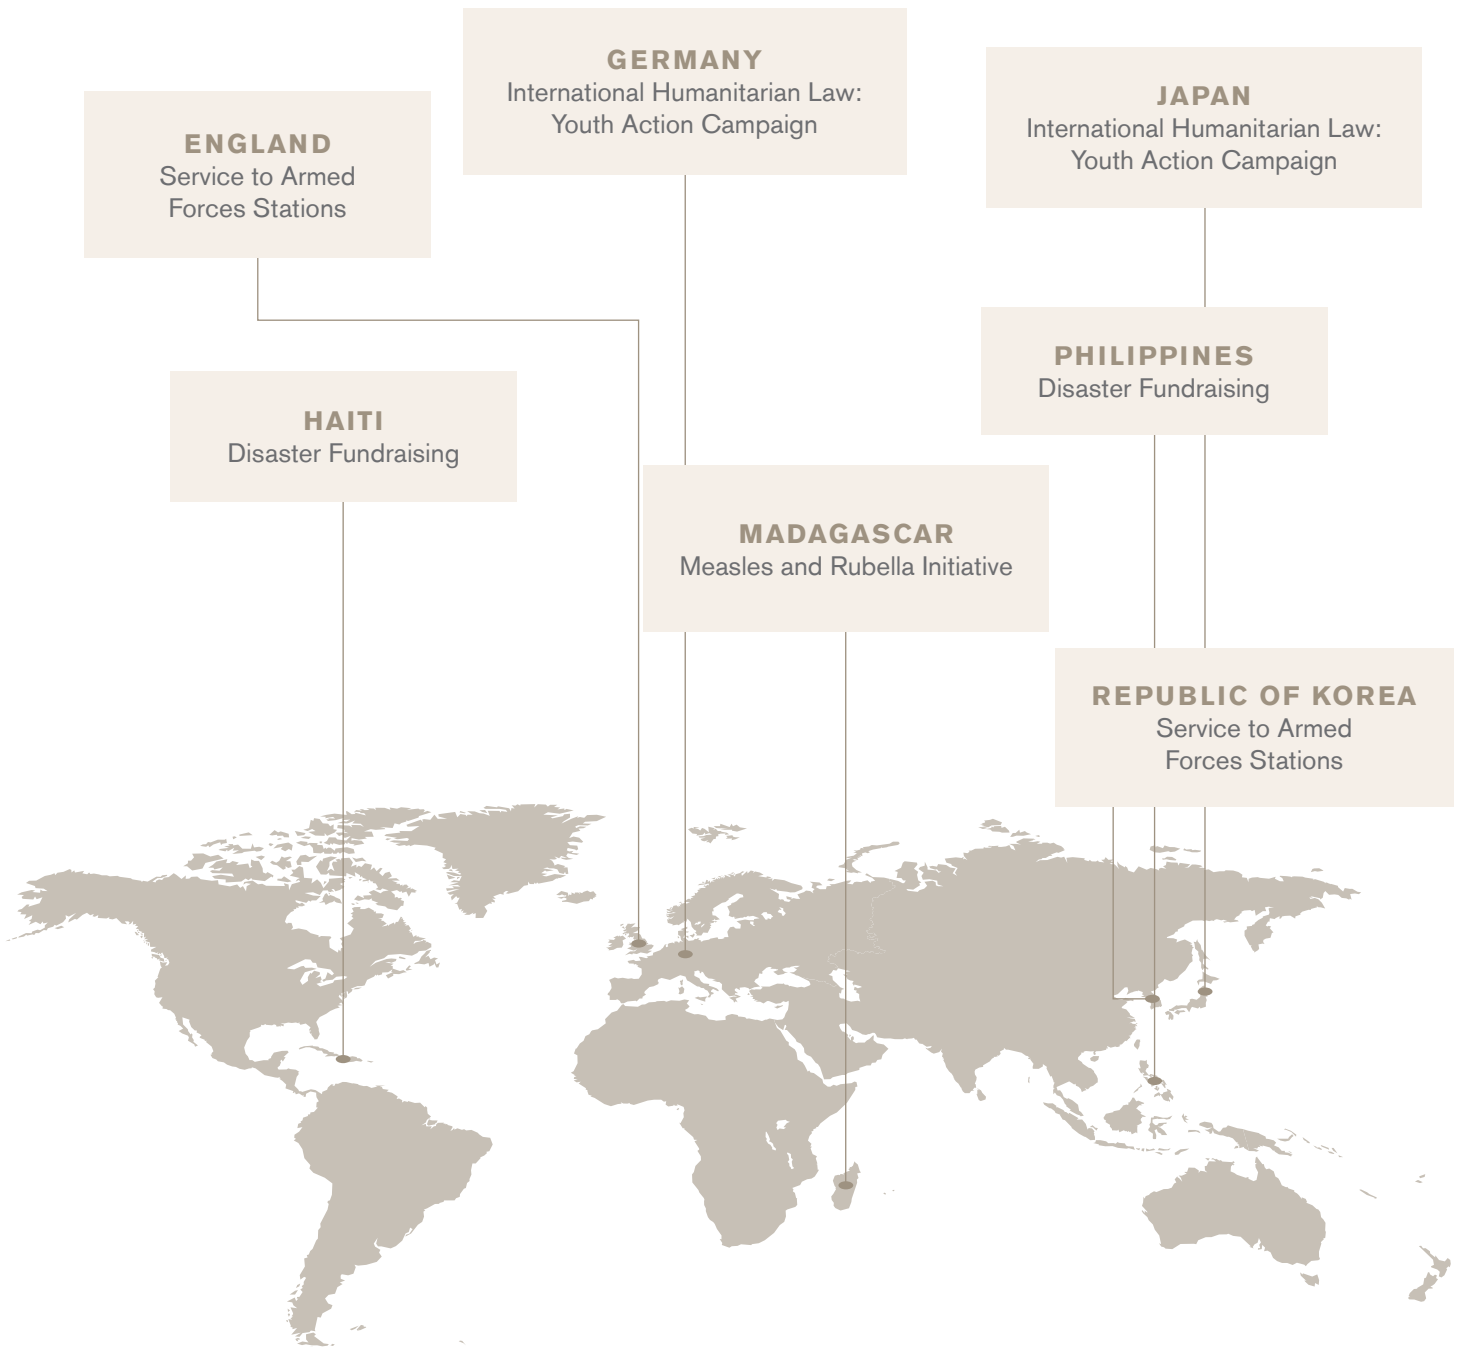 GERMANY
International Humanitarian Law:
Youth Action Campaign
JAPAN
International Humanitarian Law:
Youth Action Campaign
ENGLAND
Service to Armed
Forces Stations
PHILIPPINES
Disaster Fundraising
HAITI
Disaster Fundraising
MADAGASCAR
Measles and Rubella Initiative
REPUBLIC OF KOREA
Service to Armed
Forces Stations